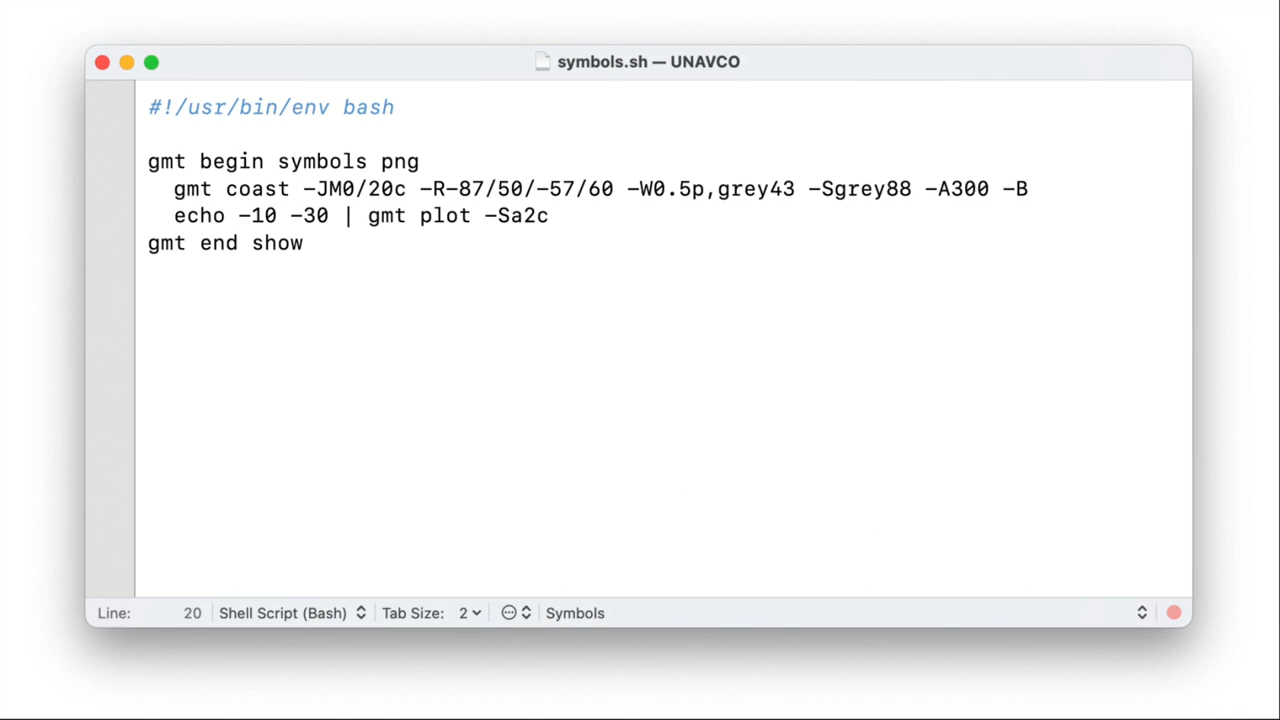 symbols.sh — UNAVCO
#!/usr/bin/env bash
gmt begin symbols png
gmt coast -JM0/20c -R-87/50/-57/60 -W0.5p,grey43 -Sgrey88 -A300 -B
echo -10 -30 | gmt plot -Sa2c
gmt end show
Line: 20 Shell Script (Bash) Tab Size: 2 Symbols